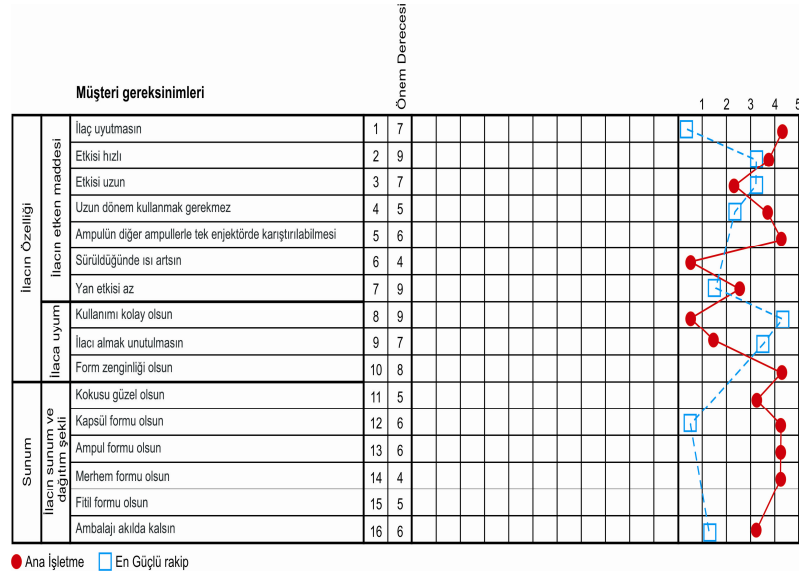 Önem Derecesi
Müşteri gereksinimleri
1 2 3 4 5
İlacın Özelliği
İlacın etken maddesi
İlaç uyutmasın 1 7
Etkisi hızlı 2 9
Etkisi uzun 3 7
Uzun dönem kullanmak gerekmez 4 5
Ampulün diğer ampullerle tek enjektörde karıştırılabilmesi 5 6
Sürüldüğünde ısı artsın 6 4
Yan etkisi az 7 9
İlaca uyum
Kullanımı kolay olsun 8 9
İlacı almak unutulmasın 9 7
Form zenginliği olsun 10 8
Sunum
İlacın sunum ve
dağıtım şekli
Kokusu güzel olsun 11 5
Kapsül formu olsun 12 6
Ampul formu olsun 13 6
Merhem formu olsun 14 4
Fitil formu olsun 15 5
Ambalajı akılda kalsın 16 6
Ana İşletme En Güçlü rakip